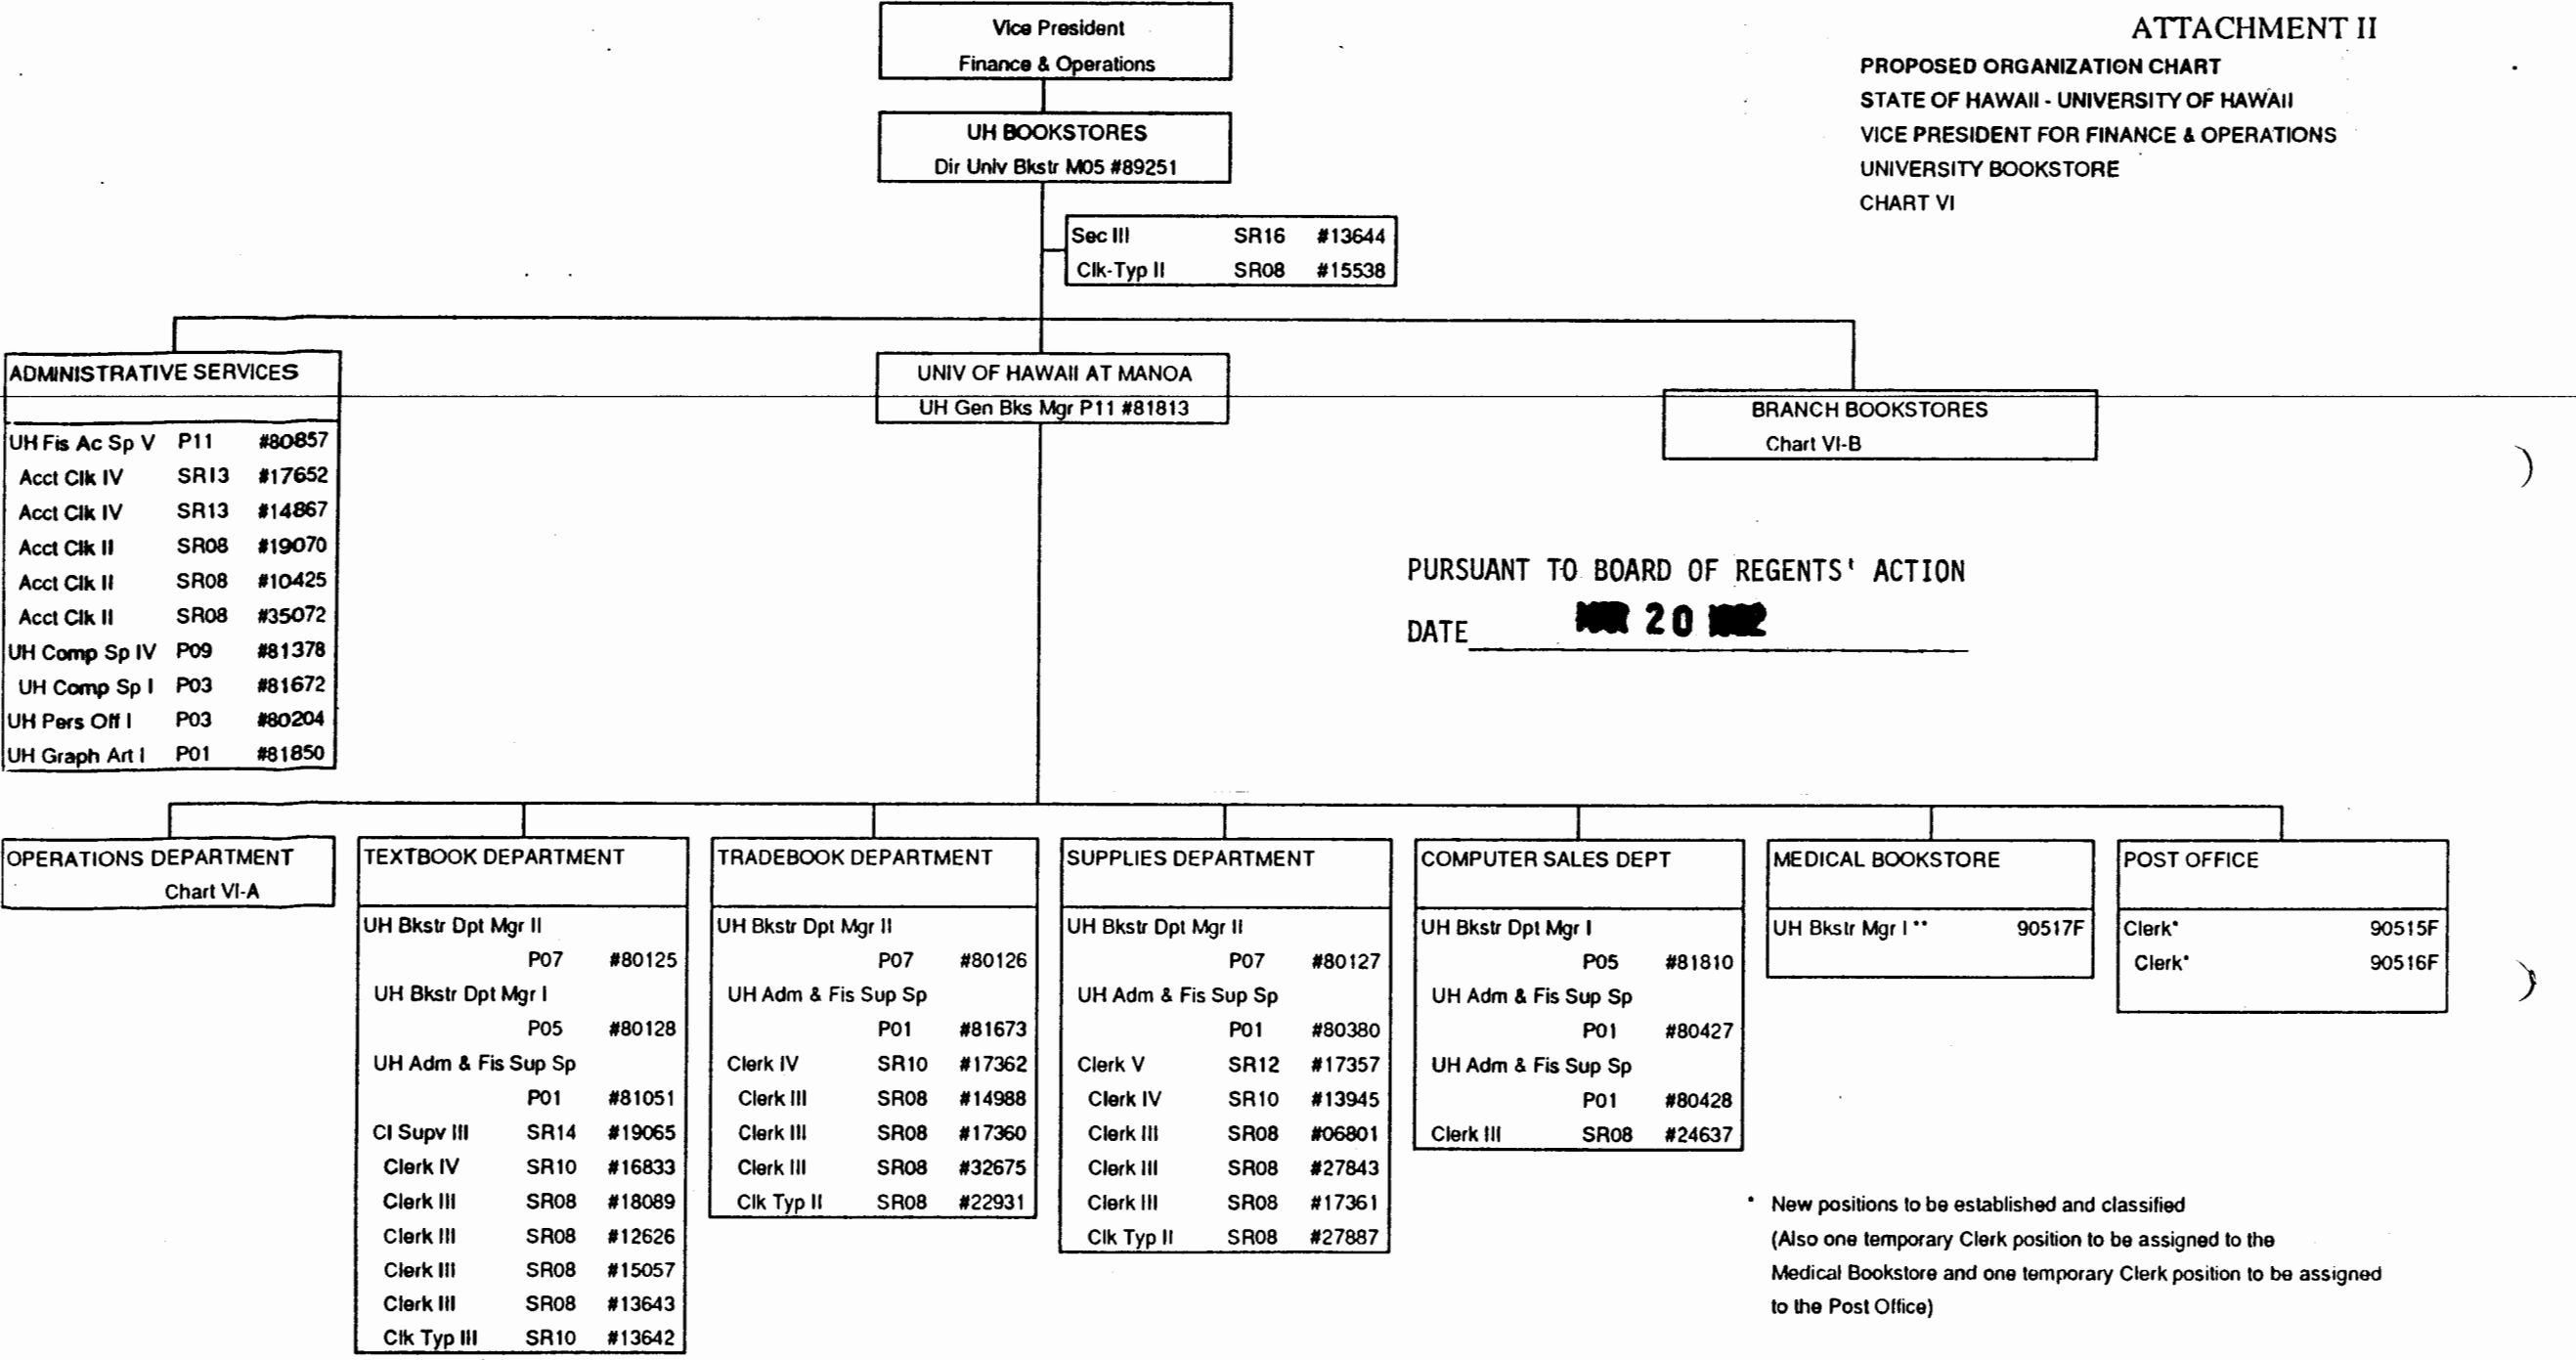 Vice President
Finance & Operations
UH BOOKSTORES
Dir Univ Bkstr M05 #89251
ATTACHMENT II
PROPOSED ORGANIZATION CHART
STATE OF HAWAII - UNIVERSITY OF HAWAII
VICE PRESIDENT FOR FINANCE & OPERATIONS
UNIVERSITY BOOKSTORE
CHART VI
Sec III SR16 #13644
Clk-Typ II SR08 #15538
ADMINISTRATIVE SERVICES
UH Fis Ac Sp V P11 #80857
Acct Clk IV SR13 #17652
Acct Clk IV SR13 #14867
Acct Clk II SR08 #19070
Acct Clk II SR08 #10425
Acct Clk II SR08 #35072
UH Comp Sp IV P09 #81378
UH Comp Sp I P03 #81672
UH Pers Off I P03 #80204
UH Graph Art I P01 #81850
UNIV OF HAWAII AT MANOA
UH Gen Bks Mgr P11 #81813
BRANCH BOOKSTORES
Chart VI-B
PURSUANT TO BOARD OF REGENTS' ACTION
DATE 20
OPERATIONS DEPARTMENT
Chart VI-A
TEXTBOOK DEPARTMENT
UH Bkstr Dpt Mgr II
P07 #80125
UH Bkstr Dpt Mgr I
P05 #80128
UH Adm & Fis Sup Sp
P01 #81051
Cl Supv III SR14 #19065
Clerk IV SR10 #16833
Clerk III SR08 #18089
Clerk III SR08 #12626
Clerk III SR08 #15057
Clerk III SR08 #13643
Clk Typ III SR10 #13642
TRADEBOOK DEPARTMENT
UH Bkstr Dpt Mgr II
P07 #80126
UH Adm & Fis Sup Sp
P01 #81673
Clerk IV SR10 #17362
Clerk III SR08 #14988
Clerk III SR08 #17360
Clerk III SR08 #32675
Clk Typ II SR08 #22931
SUPPLIES DEPARTMENT
UH Bkstr Dpt Mgr II
P07 #80127
UH Adm & Fis Sup Sp
P01 #80380
Clerk V SR12 #17357
Clerk IV SR10 #13945
Clerk III SR08 #06801
Clerk III SR08 #27843
Clerk III SR08 #17361
Clk Typ II SR08 #27887
COMPUTER SALES DEPT
UH Bkstr Dpt Mgr I
P05 #81810
UH Adm & Fis Sup Sp
P01 #80427
UH Adm & Fis Sup Sp
P01 #80428
Clerk III SR08 #24637
MEDICAL BOOKSTORE
UH Bkstr Mgr I ** 90517F
POST OFFICE
Clerk* 90515F
Clerk* 90516F
* New positions to be established and classified
(Also one temporary Clerk position to be assigned to the
Medical Bookstore and one temporary Clerk position to be assigned
to the Post Office)